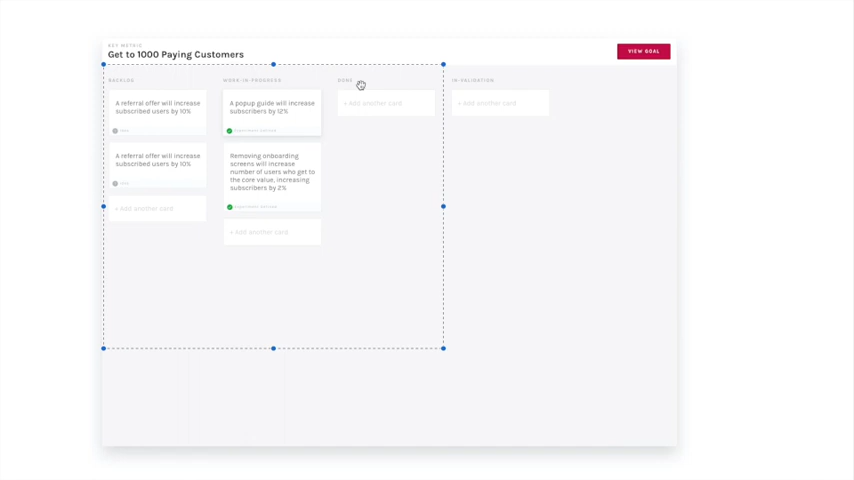 KEY METRIC
Get to 1000 Paying Customers
VIEW GOAL
BACKLOG
WORK-IN-PROGRESS
DONE
IN-VALIDATION
A referral offer will increase
subscribed users by 10%
A referral offer will increase
subscribed users by 10%
+ Add another card
A popup guide will increase
subscribers by 12%
Removing onboarding
screens will increase
number of users who get to
the core value, increasing
subscribers by 2%
+ Add another card
+ Add another card
+ Add another card